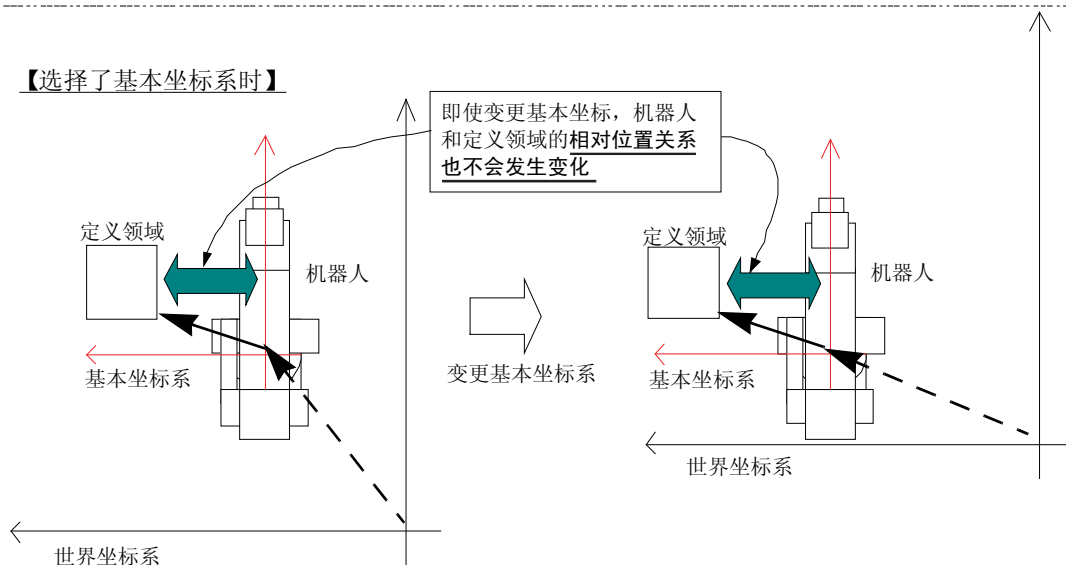 【选择了基本坐标系时】
即使变更基本坐标，机器人
和定义领域的相对位置关系
也不会发生变化
定义领域
机器人
基本坐标系
世界坐标系
变更基本坐标系
定义领域
机器人
基本坐标系
世界坐标系